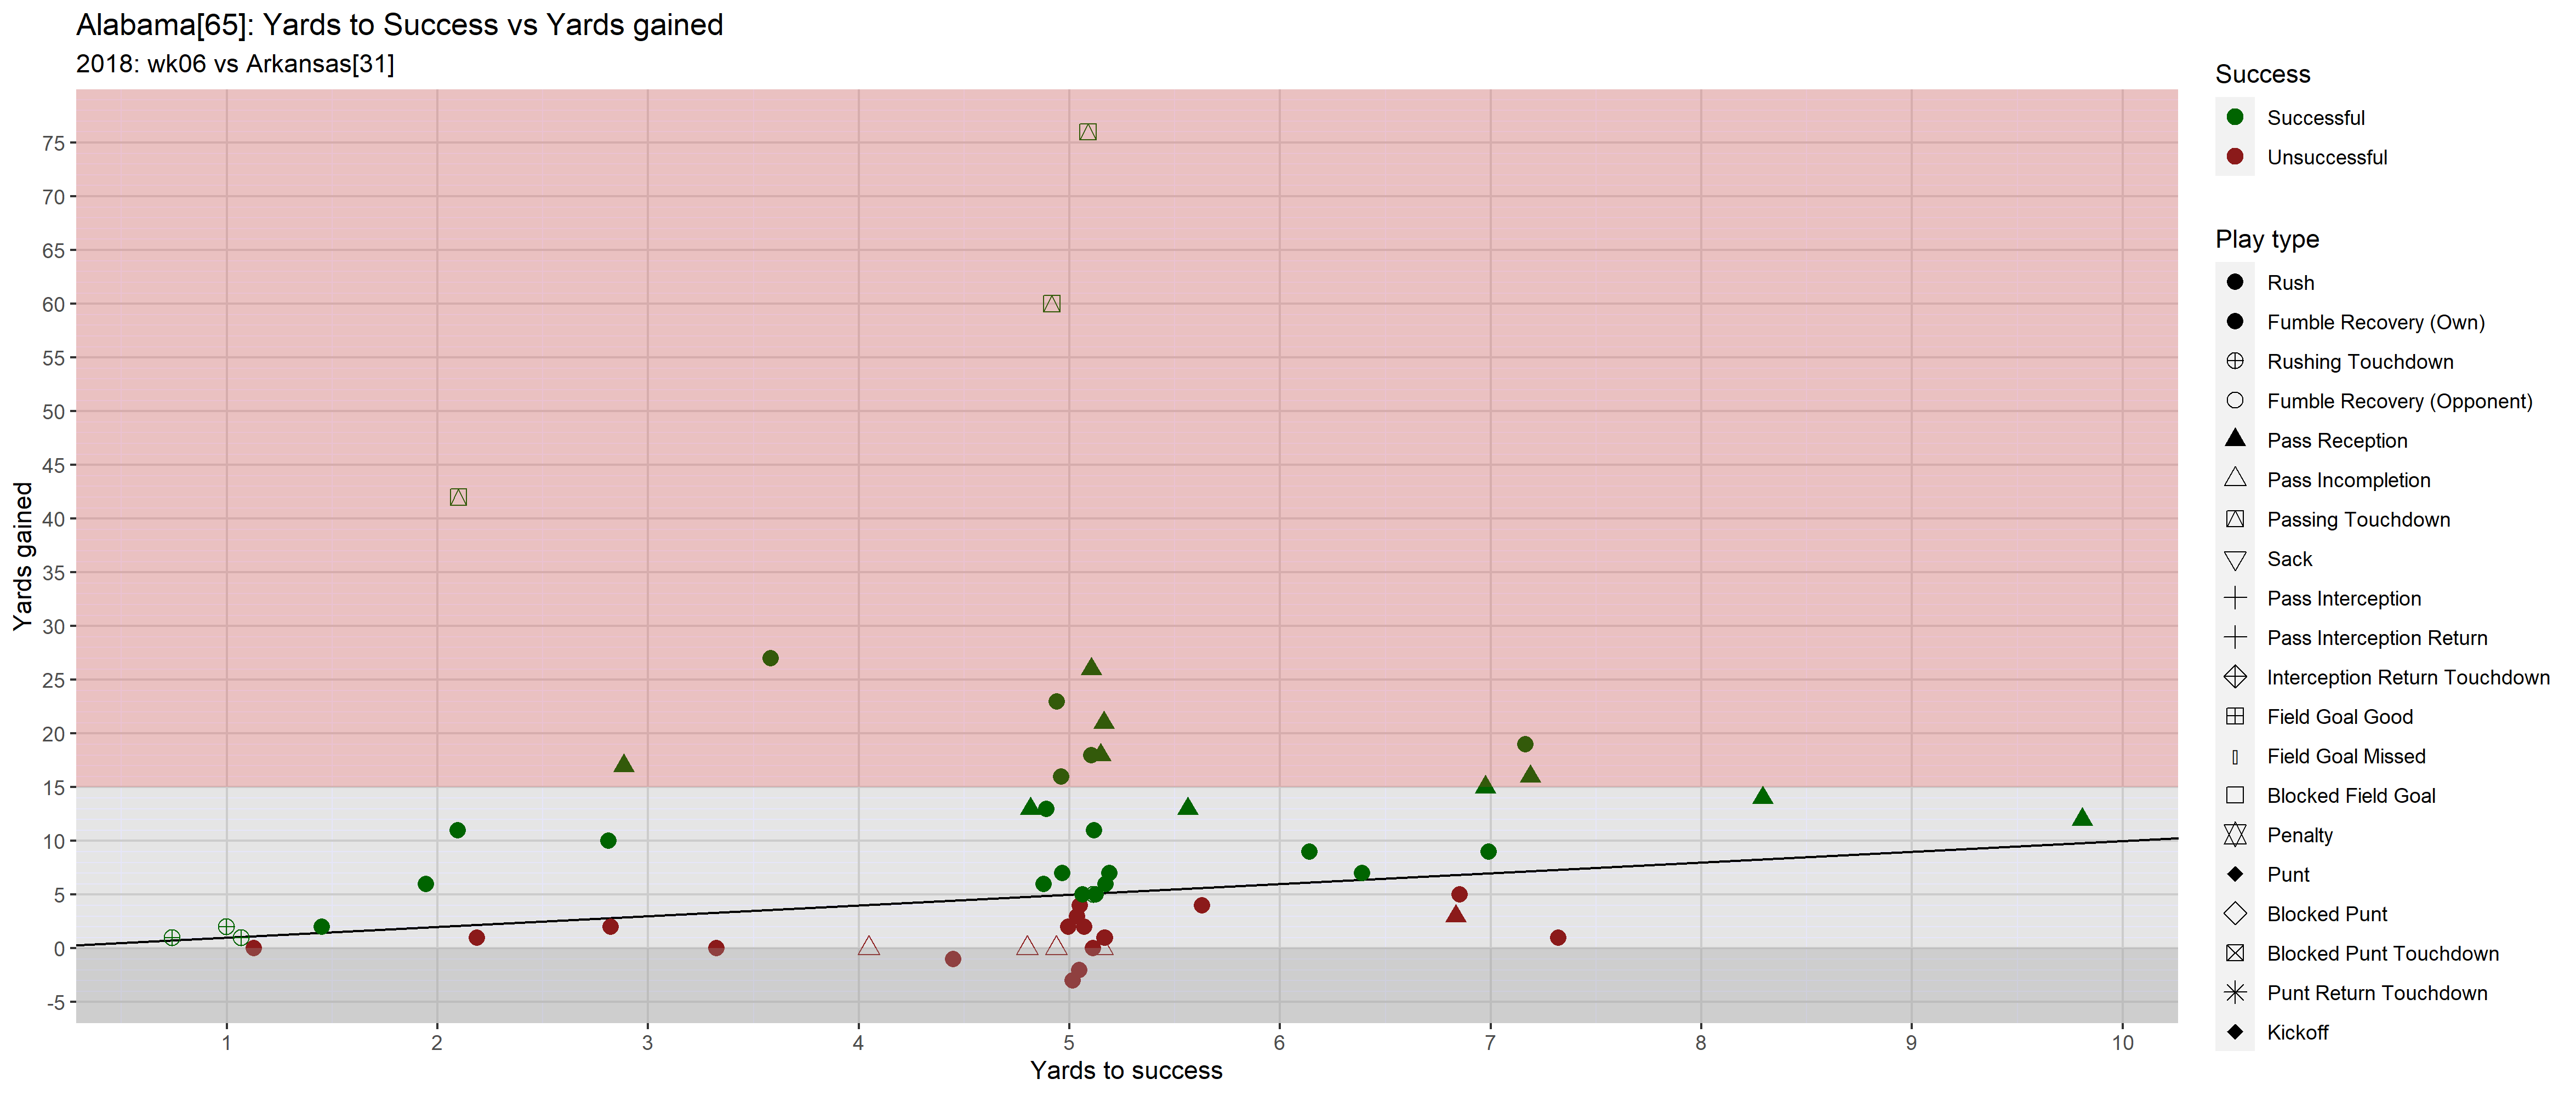 Alabama[65]: Yards to Success vs Yards gained
2018: wk06 vs Arkansas[31]
Yards gained
75
70
65
60
55
50
45
40
35
30
25
20
15
10
5
0
-5
1 2 3 4 5 6 7 8 9 10
Yards to success
Success
Successful
Unsuccessful
Play type
Rush
Fumble Recovery (Own)
Rushing Touchdown
Fumble Recovery (Opponent)
Pass Reception
Pass Incompletion
Passing Touchdown
Sack
Pass Interception
Pass Interception Return
Interception Return Touchdown
Field Goal Good
Field Goal Missed
Blocked Field Goal
Penalty
Punt
Blocked Punt
Blocked Punt Touchdown
Punt Return Touchdown
Kickoff